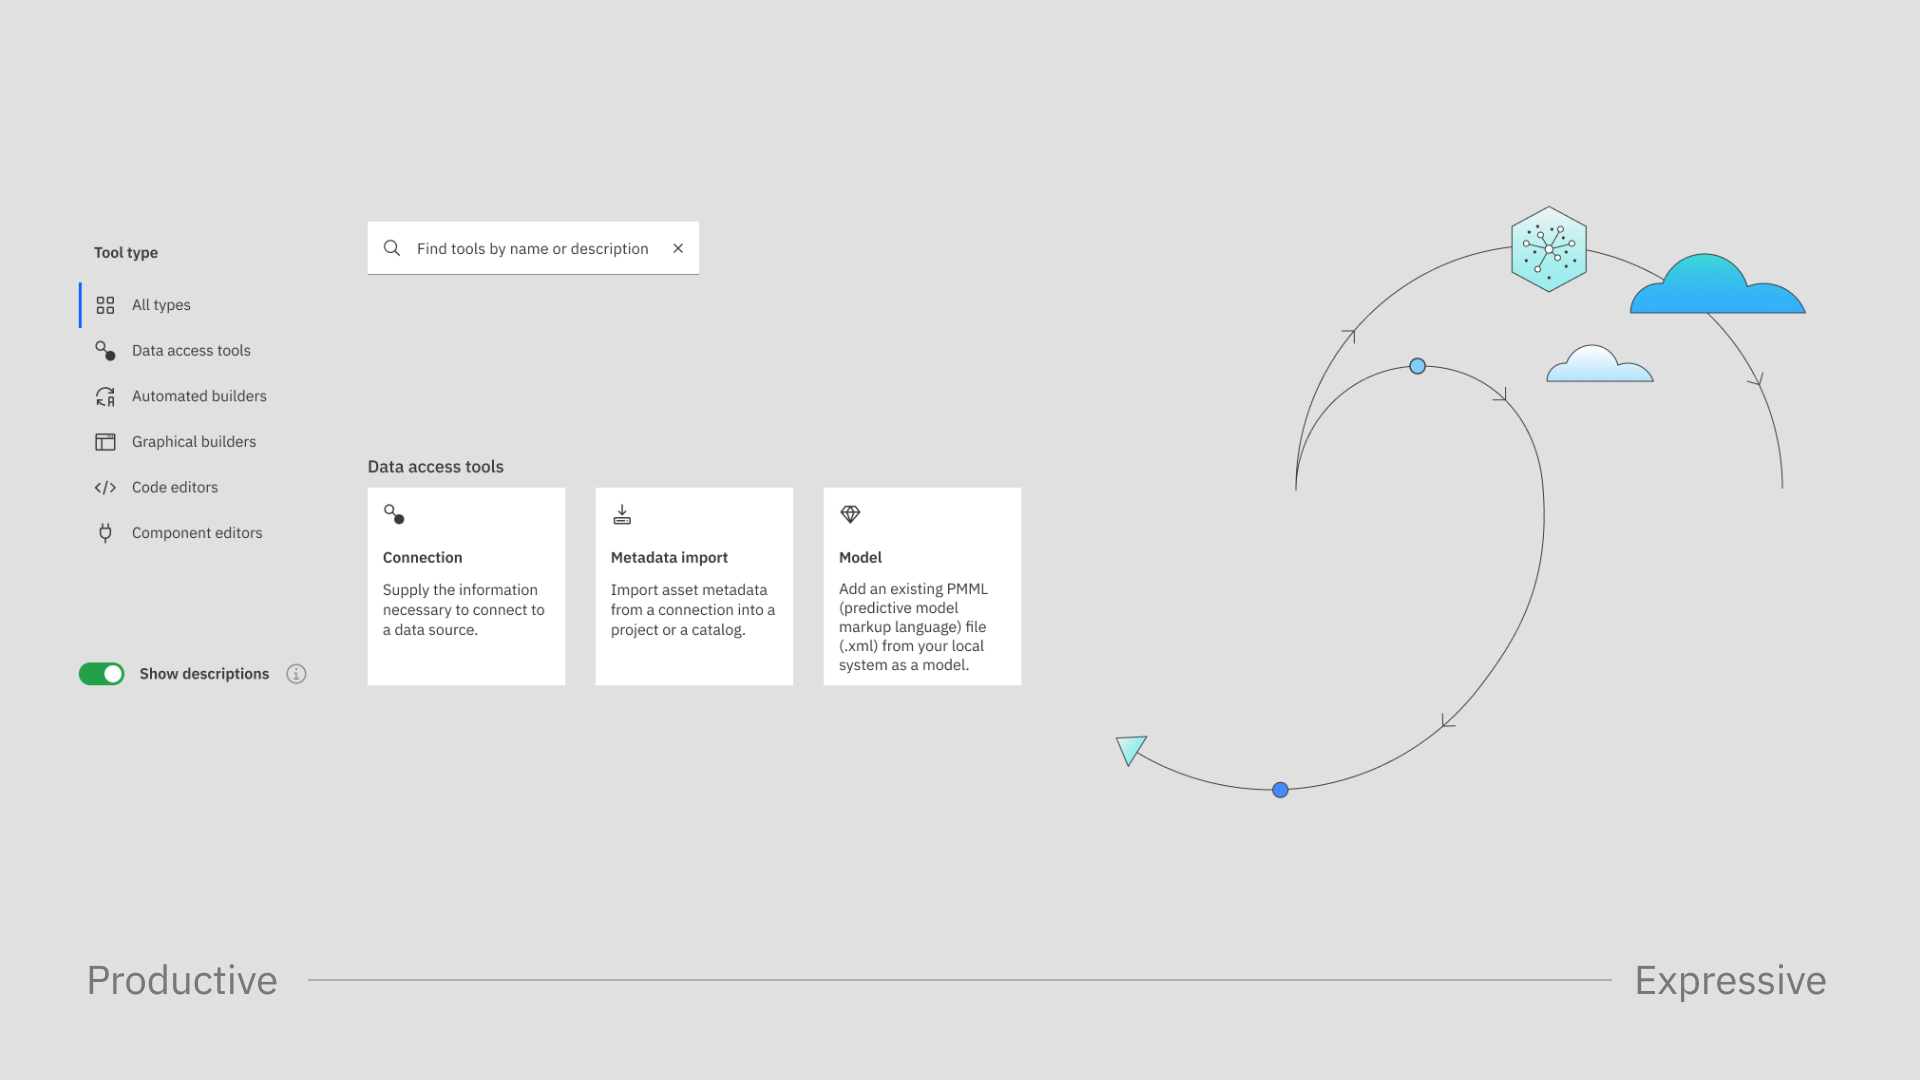 Tool type
All types
Data access tools
Automated builders
Graphical builders
Code editors
Component editors
Show descriptions
Find tools by name or description
Data access tools
Connection
Supply the information
necessary to connect to
a data source.
Metadata import
Import asset metadata
from a connection into a
project or a catalog.
Model
Add an existing PMML
(predictive model
markup language) file
(.xml) from your local
system as a model.
Productive
Expressive